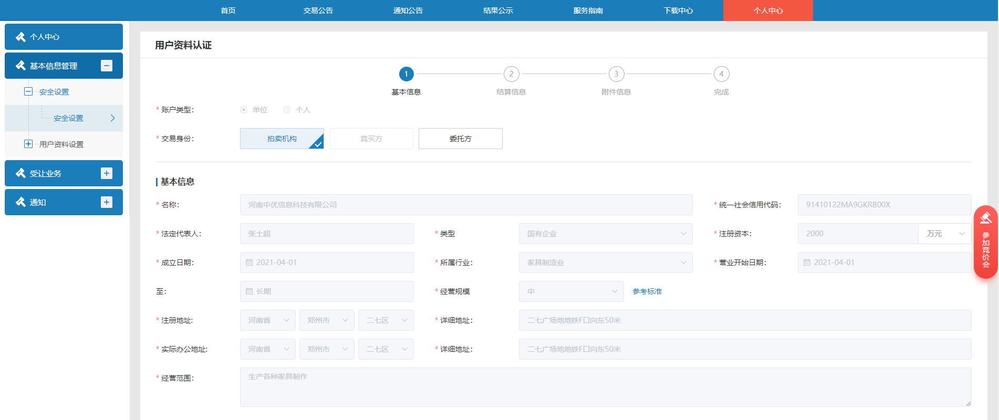 首页 交易公告 通知公告 结果公示 服务指南 下载中心 个人中心
个人中心
基本信息管理
安全设置
安全设置
用户资料设置
受让业务
通知
用户资料认证
1 2 3 4
基本信息 结算信息 附件信息 完成
* 账户类型： 单位 个人
* 交易身份： 拍卖机构 竞买方 委托方
基本信息
* 名称： 河南中优信息科技有限公司 * 统一社会信用代码： 91410122MA9GKRB00X
* 法定代表人： 张士超 * 类型 国有企业 * 注册资本： 2000 万元
* 成立日期： 2021-04-01 * 所属行业： 家具制造业 * 营业开始日期： 2021-04-01
至： 长期 * 经营规模 中 参考标准
* 注册地址： 河南省 郑州市 二七区 * 详细地址： 二七广场地地铁F口向东50米
* 实际办公地址： 河南省 郑州市 二七区 * 详细地址： 二七广场地地铁F口向东50米
* 经营范围： 生产各种家具制作
参加竞价会